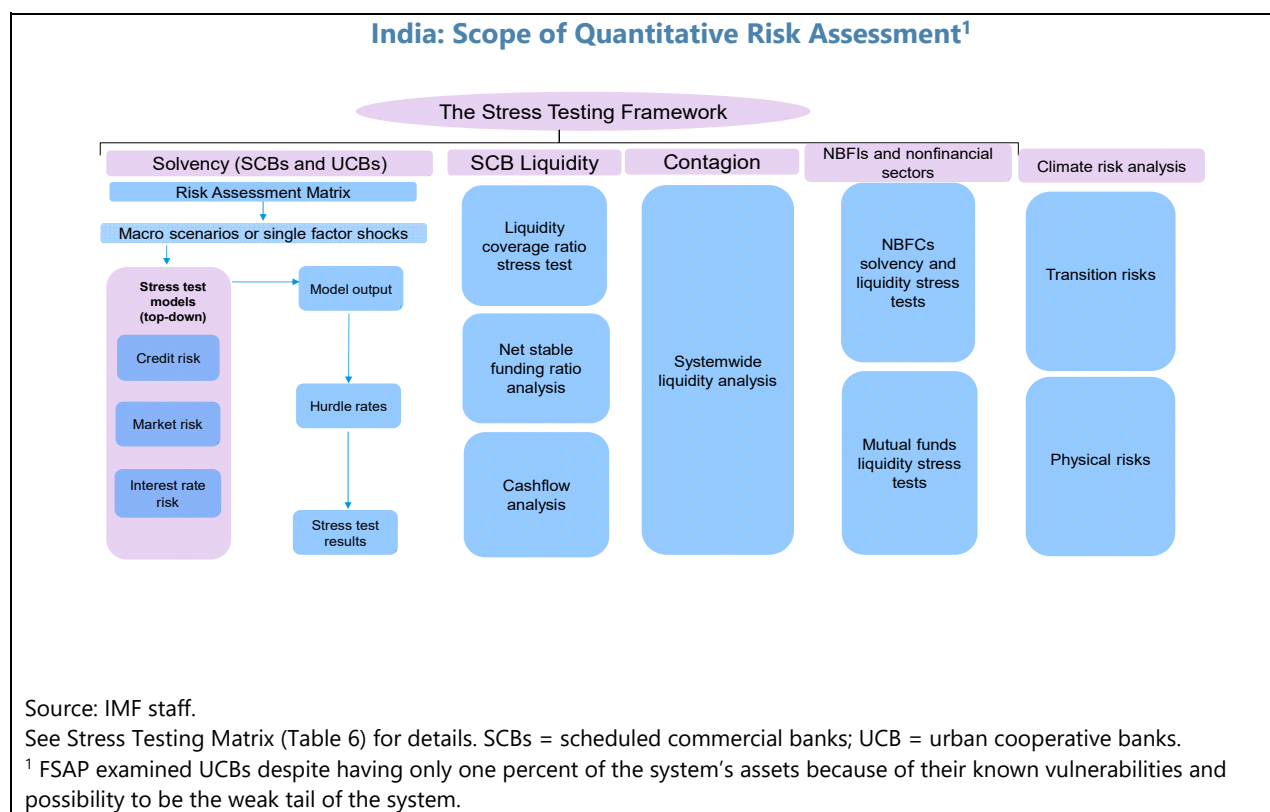 India: Scope of Quantitative Risk Assessment¹
The Stress Testing Framework
Solvency (SCBs and UCBs)
Risk Assessment Matrix
Macro scenarios or single factor shocks
Stress test
models
(top-down)
Credit risk
Market risk
Interest rate
risk
Model output
Hurdle rates
Stress test
results
SCB Liquidity
Liquidity
coverage ratio
stress test
Net stable
funding ratio
analysis
Cashflow
analysis
Contagion
Systemwide
liquidity analysis
NBFIs and nonfinancial
sectors
NBFCs
solvency and
liquidity stress
tests
Mutual funds
liquidity stress
tests
Climate risk analysis
Transition risks
Physical risks
Source: IMF staff.
See Stress Testing Matrix (Table 6) for details. SCBs = scheduled commercial banks; UCB = urban cooperative banks.
¹ FSAP examined UCBs despite having only one percent of the system's assets because of their known vulnerabilities and
possibility to be the weak tail of the system.